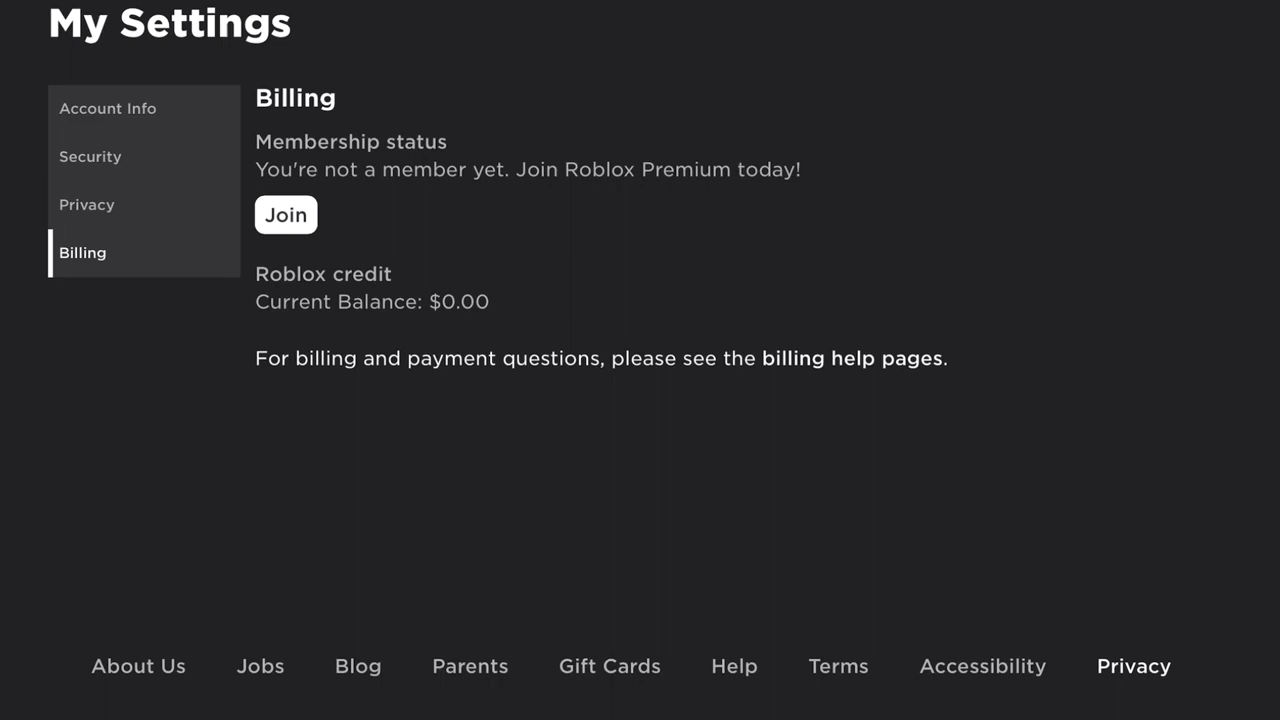 My Settings
Account Info
Security
Privacy
Billing
Billing
Membership status
You're not a member yet. Join Roblox Premium today!
Join
Roblox credit
Current Balance: $0.00
For billing and payment questions, please see the billing help pages.
About Us Jobs Blog Parents Gift Cards Help Terms Accessibility Privacy